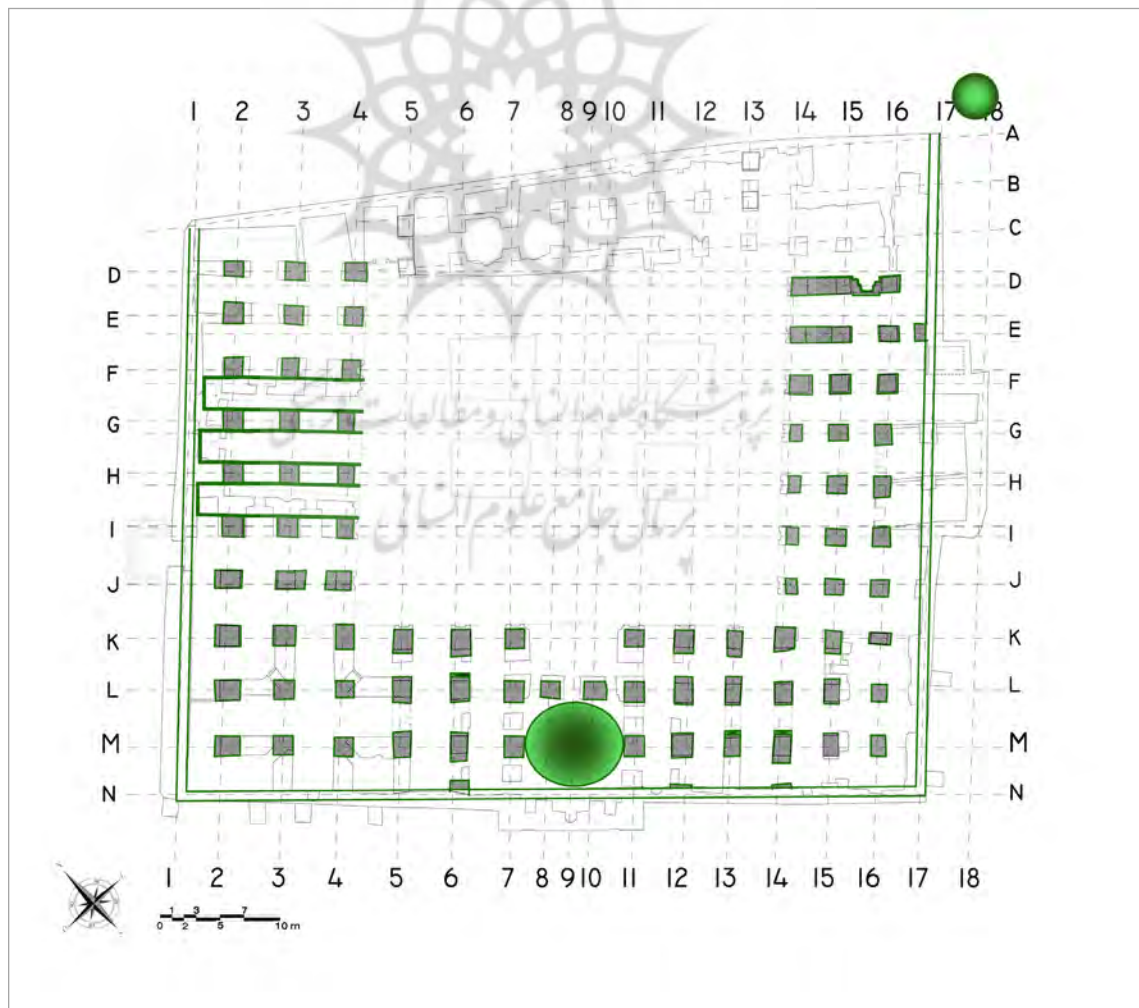 1 2 3 4 5 6 7 8 9 10 11 12 13 14 15 16 17 18
A
B
C
D D
E E
F F
پژوهشگاه علوم انسانی و مطالعات فرهنگی
G G
H H
پرتال جامع علوم انسانی
I I
J J
K K
L L
M M
N N
1 2 3 4 5 6 7 8 9 10 11 12 13 14 15 16 17 18
1 3 7
0 2 5 10 m